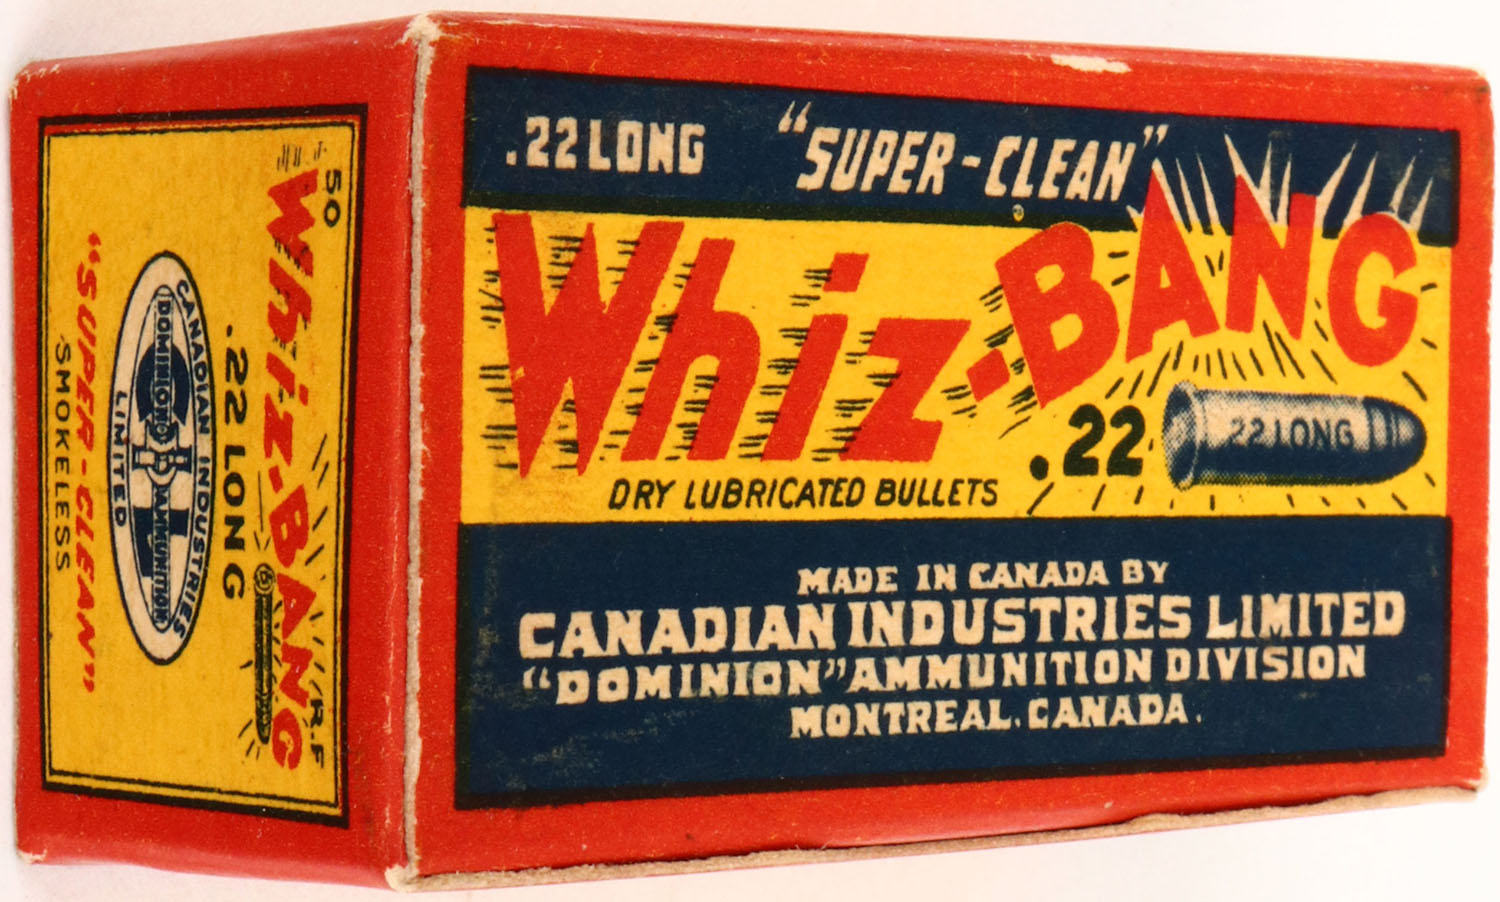 .22 LONG "SUPER-CLEAN"
Whiz-BANG
.22
22 LONG
DRY LUBRICATED BULLETS
MADE IN CANADA BY
CANADIAN INDUSTRIES LIMITED
"DOMINION" AMMUNITION DIVISION
MONTREAL, CANADA.
50
R.F
Whiz-BANG
.22 LONG
CANADIAN INDUSTRIES
DOMINION AMMUNITION
CIL
LIMITED
"SUPER-CLEAN"
SMOKELESS